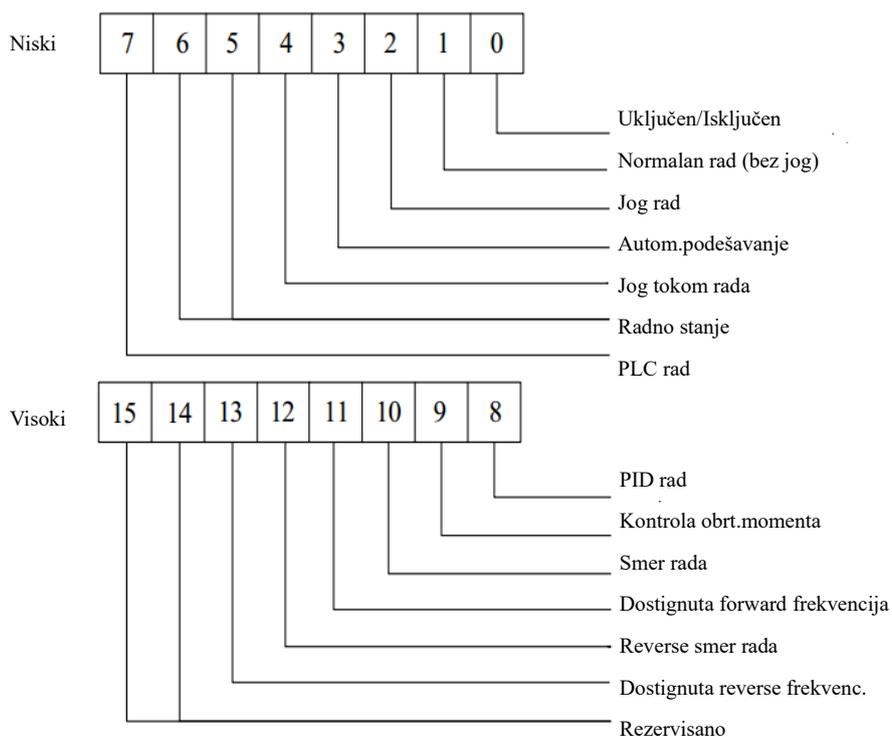 Niski
7 6 5 4 3 2 1 0
Uključen/Isključen
Normalan rad (bez jog)
Jog rad
Autom.podešavanje
Jog tokom rada
Radno stanje
PLC rad
Visoki
15 14 13 12 11 10 9 8
PID rad
Kontrola obrt.momenta
Smer rada
Dostignuta forward frekvencija
Reverse smer rada
Dostignuta reverse frekvenc.
Rezervisano